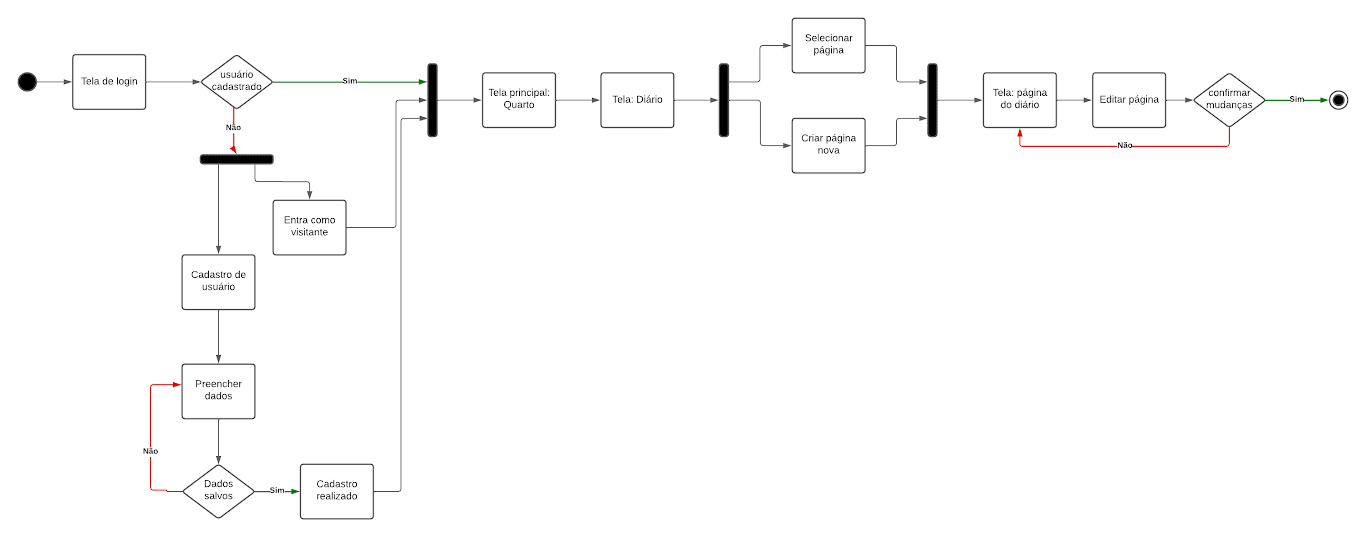 Tela de login
usuário
cadastrado
Sim
Não
Entra como
visitante
Cadastro de
usuário
Preencher
dados
Não
Dados
salvos
Sim
Cadastro
realizado
Tela principal:
Quarto
Tela: Diário
Selecionar
página
Criar página
nova
Tela: página
do diário
Editar página
confirmar
mudanças
Sim
Não